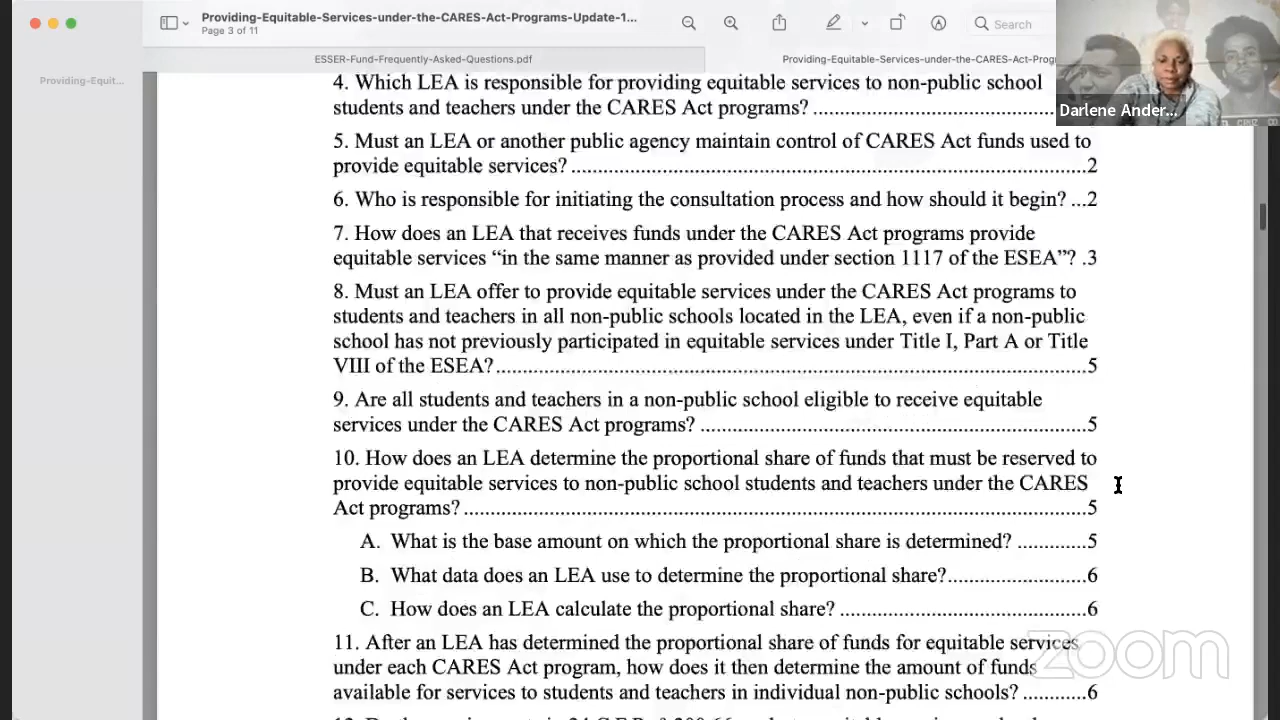 Providing-Equitable-Services-under-the-CARES-Act-Programs-Update-1...
Page 3 of 11
Search
ESSER-Fund-Frequently-Asked-Questions.pdf
Providing-Equitable-Services-under-the-CARES-Act-Prog
Providing-Equit...
Darlene Ander...
4. Which LEA is responsible for providing equitable services to non-public school
students and teachers under the CARES Act programs? ..............................................
5. Must an LEA or another public agency maintain control of CARES Act funds used to
provide equitable services? ............................................................................................2
6. Who is responsible for initiating the consultation process and how should it begin? ...2
7. How does an LEA that receives funds under the CARES Act programs provide
equitable services “in the same manner as provided under section 1117 of the ESEA”? .3
8. Must an LEA offer to provide equitable services under the CARES Act programs to
students and teachers in all non-public schools located in the LEA, even if a non-public
school has not previously participated in equitable services under Title I, Part A or Title
VIII of the ESEA?..........................................................................................................5
9. Are all students and teachers in a non-public school eligible to receive equitable
services under the CARES Act programs? .....................................................................5
10. How does an LEA determine the proportional share of funds that must be reserved to
provide equitable services to non-public school students and teachers under the CARES
Act programs? ...............................................................................................................5
A. What is the base amount on which the proportional share is determined? ............5
B. What data does an LEA use to determine the proportional share?.........................6
C. How does an LEA calculate the proportional share? ............................................6
11. After an LEA has determined the proportional share of funds for equitable services
under each CARES Act program, how does it then determine the amount of funds
available for services to students and teachers in individual non-public schools? ...........6
zoom